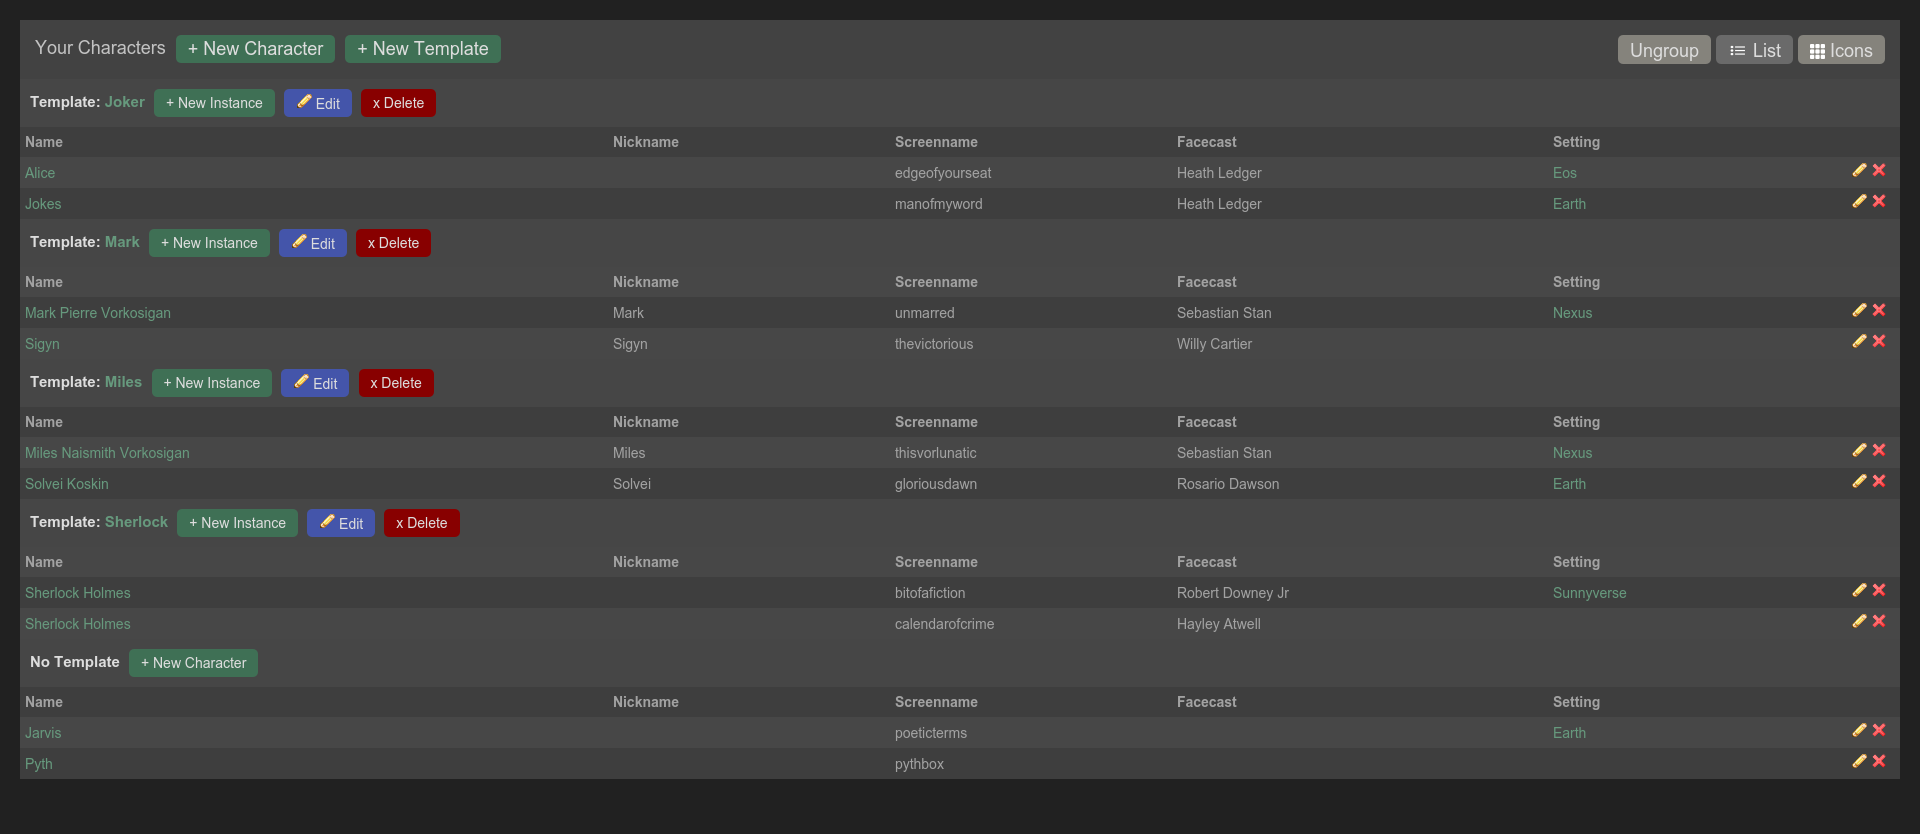 Your Characters + New Character + New Template Ungroup List Icons
Template: Joker + New Instance Edit x Delete
Name Nickname Screenname Facecast Setting
Alice edgeofyourseat Heath Ledger Eos
Jokes manofmyword Heath Ledger Earth
Template: Mark + New Instance Edit x Delete
Name Nickname Screenname Facecast Setting
Mark Pierre Vorkosigan Mark unmarred Sebastian Stan Nexus
Sigyn Sigyn thevictorious Willy Cartier
Template: Miles + New Instance Edit x Delete
Name Nickname Screenname Facecast Setting
Miles Naismith Vorkosigan Miles thisvorlunatic Sebastian Stan Nexus
Solvei Koskin Solvei gloriousdawn Rosario Dawson Earth
Template: Sherlock + New Instance Edit x Delete
Name Nickname Screenname Facecast Setting
Sherlock Holmes bitofafiction Robert Downey Jr Sunnyverse
Sherlock Holmes calendarofcrime Hayley Atwell
No Template + New Character
Name Nickname Screenname Facecast Setting
Jarvis poeticterms Earth
Pyth pythbox